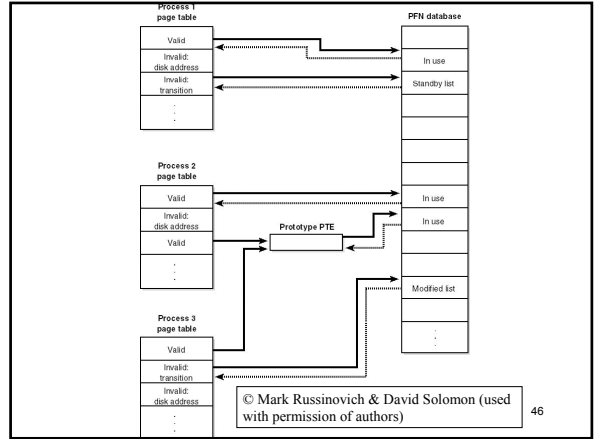 Process 1
page table
Valid
Invalid:
disk address
Invalid:
transition
.
.
.
Process 2
page table
Valid
Invalid:
disk address
Valid
.
.
.
Process 3
page table
Valid
Invalid:
transition
Invalid:
disk address
.
.
.
Prototype PTE
PFN database
In use
Standby list
In use
In use
Modified list
.
.
.
© Mark Russinovich & David Solomon (used
with permission of authors)
46